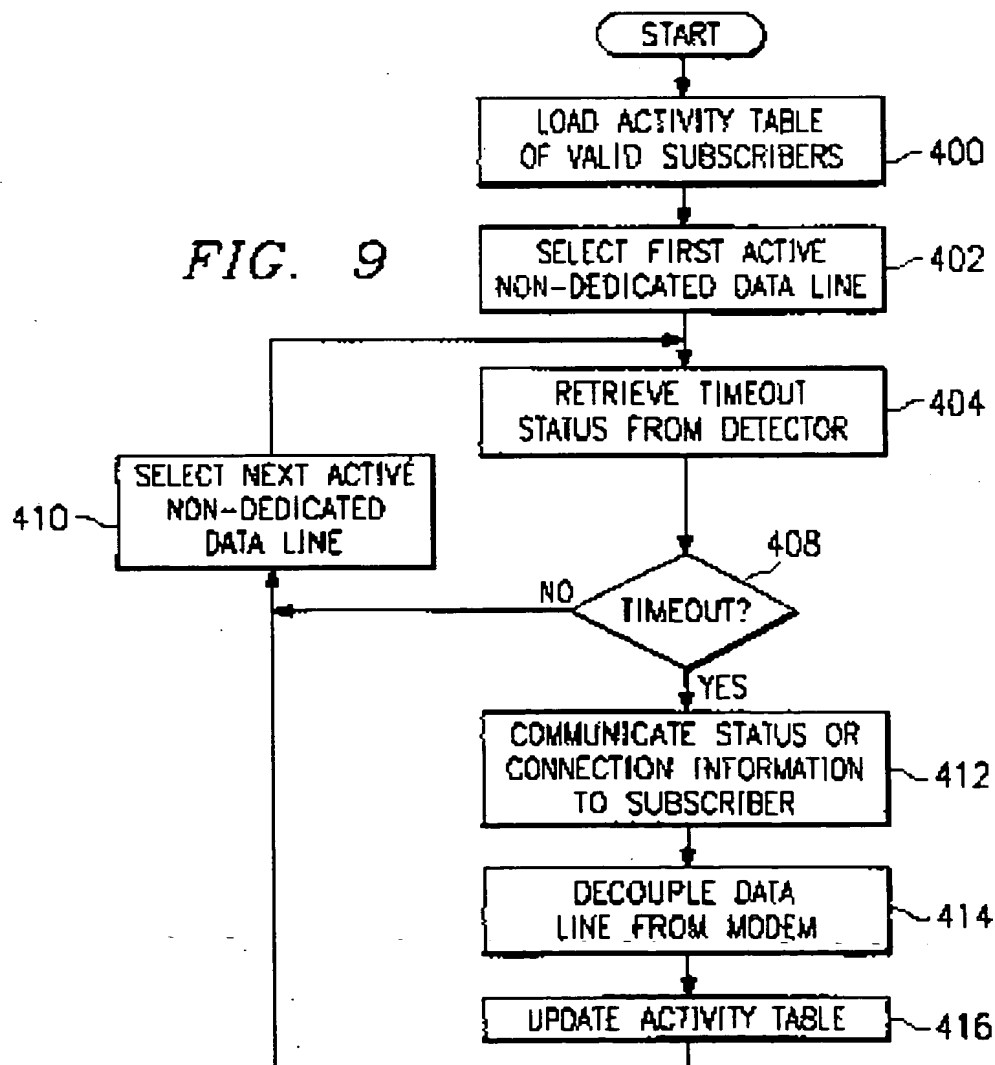 START
LOAD ACTIVITY TABLE
OF VALID SUBSCRIBERS
400
FIG. 9
SELECT FIRST ACTIVE
NON-DEDICATED DATA LINE
402
RETRIEVE TIMEOUT
STATUS FROM DETECTOR
404
SELECT NEXT ACTIVE
NON-DEDICATED
DATA LINE
410
408
NO
TIMEOUT?
YES
COMMUNICATE STATUS OR
CONNECTION INFORMATION
TO SUBSCRIBER
412
DECOUPLE DATA
LINE FROM MODEM
414
UPDATE ACTIVITY TABLE
416